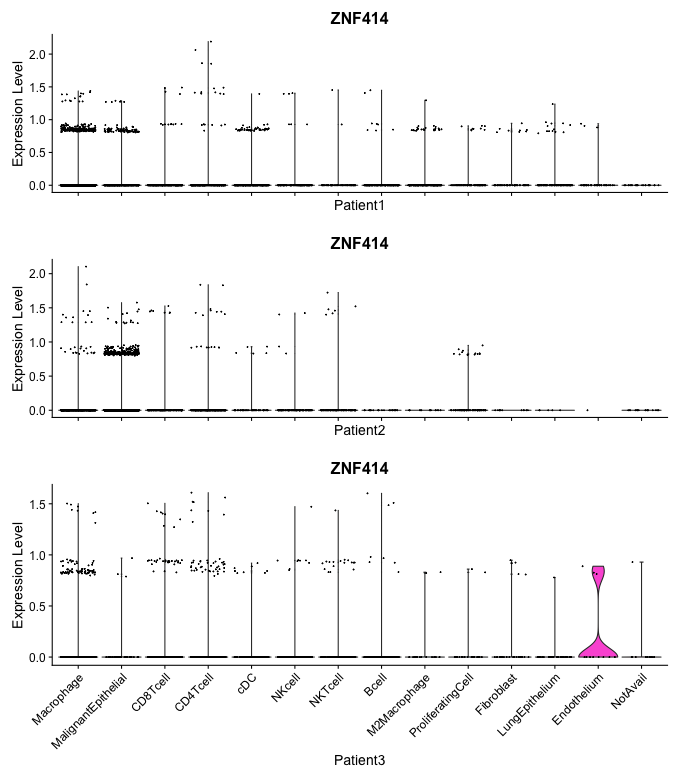 ZNF414
Expression Level
2.0
1.5
1.0
0.5
0.0
Patient1
ZNF414
Expression Level
2.0
1.5
1.0
0.5
0.0
Patient2
ZNF414
Expression Level
1.5
1.0
0.5
0.0
Macrophage
MalignantEpithelial
CD8Tcell
CD4Tcell
cDC
NKcell
NKTcell
Bcell
M2Macrophage
ProliferatingCell
Fibroblast
LungEpithelium
Endothelium
NotAvail
Patient3